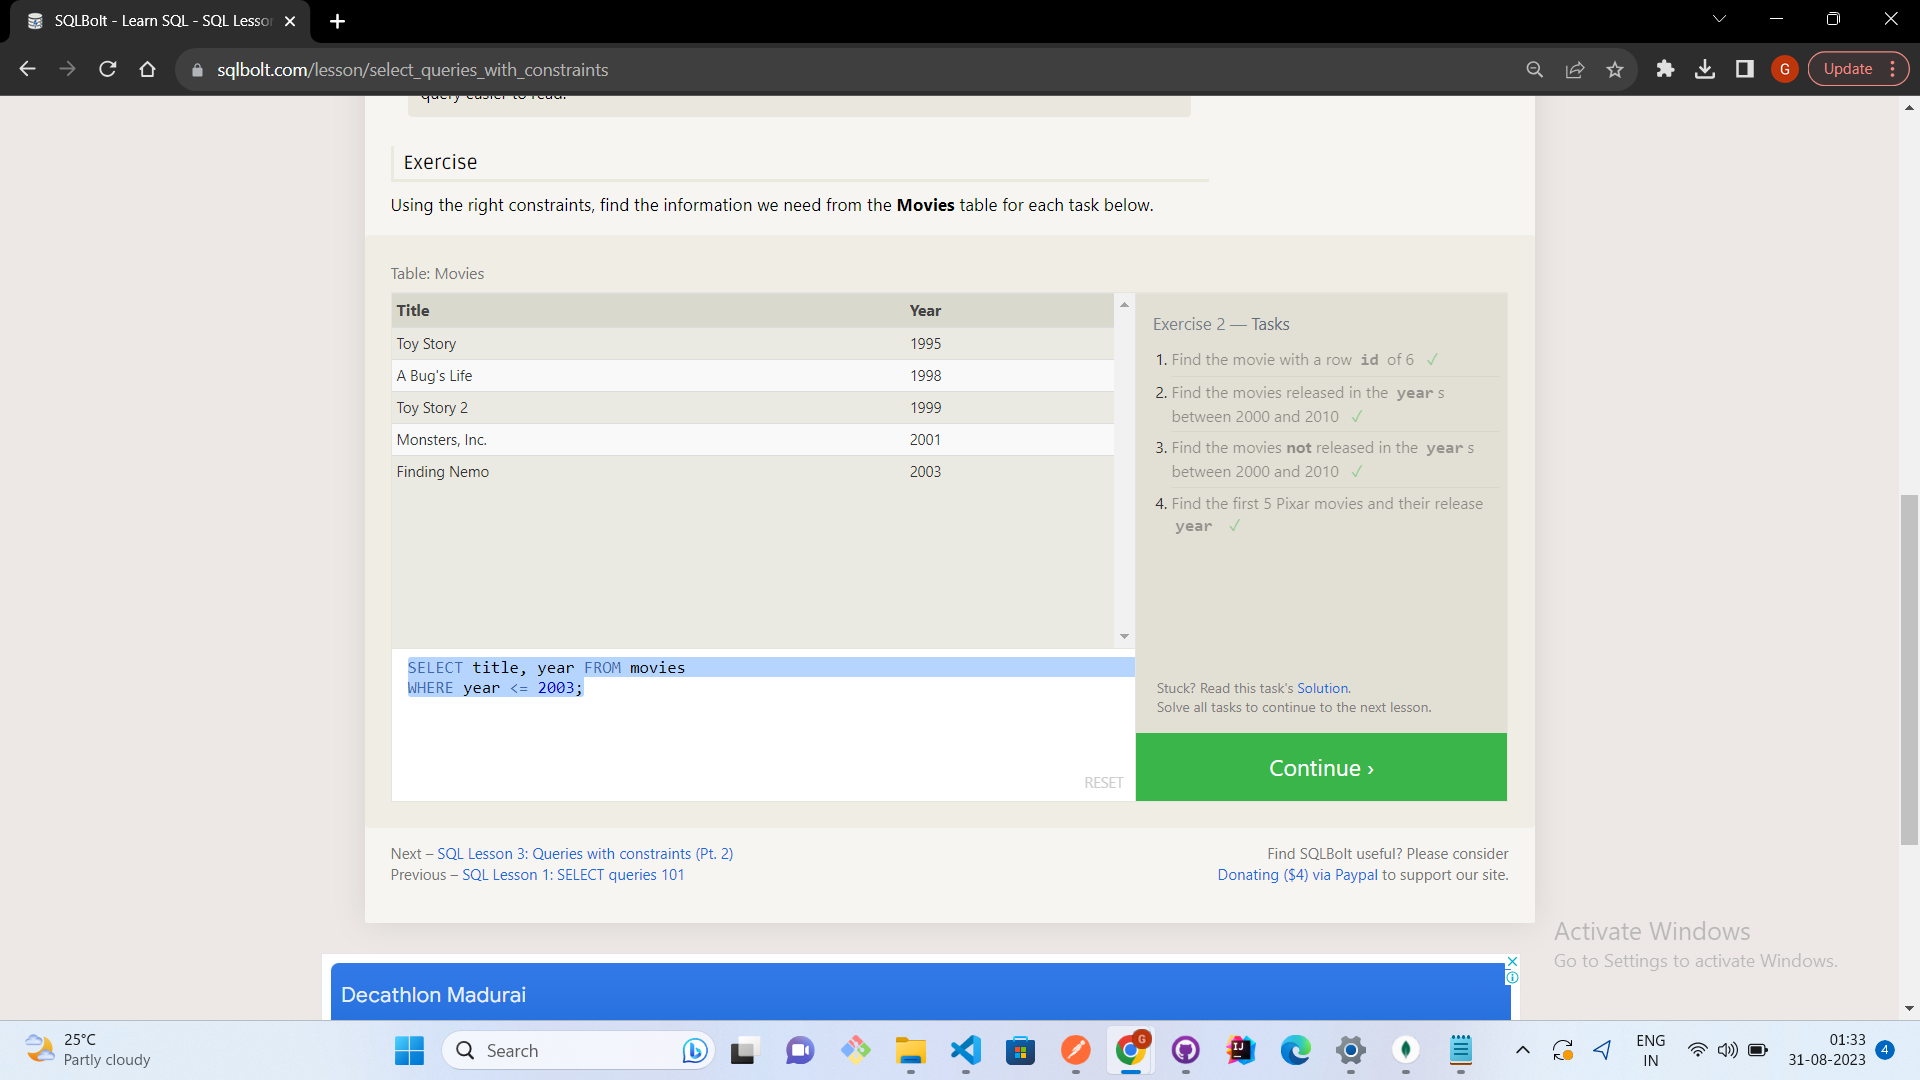 SQLBolt - Learn SQL - SQL Lesson
sqlbolt.com/lesson/select_queries_with_constraints
G
Update
query easier to read.
Exercise
Using the right constraints, find the information we need from the Movies table for each task below.
Table: Movies
Title Year
Toy Story 1995
A Bug's Life 1998
Toy Story 2 1999
Monsters, Inc. 2001
Finding Nemo 2003
Exercise 2 — Tasks
1. Find the movie with a row id of 6 ✓
2. Find the movies released in the year s
between 2000 and 2010 ✓
3. Find the movies not released in the year s
between 2000 and 2010 ✓
4. Find the first 5 Pixar movies and their release
year ✓
SELECT title, year FROM movies
WHERE year <= 2003;
RESET
Stuck? Read this task's Solution.
Solve all tasks to continue to the next lesson.
Continue ›
Next – SQL Lesson 3: Queries with constraints (Pt. 2)
Previous – SQL Lesson 1: SELECT queries 101
Find SQLBolt useful? Please consider
Donating ($4) via Paypal to support our site.
Activate Windows
Go to Settings to activate Windows.
Decathlon Madurai
25°C
Partly cloudy
Search
G
IJ
ENG
IN
01:33
31-08-2023
4